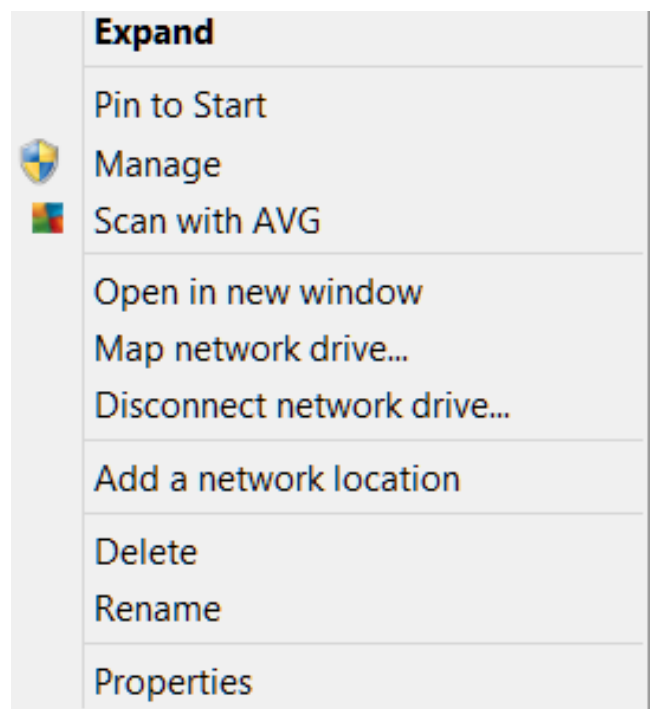 Expand
Pin to Start
Manage
Scan with AVG
Open in new window
Map network drive...
Disconnect network drive...
Add a network location
Delete
Rename
Properties